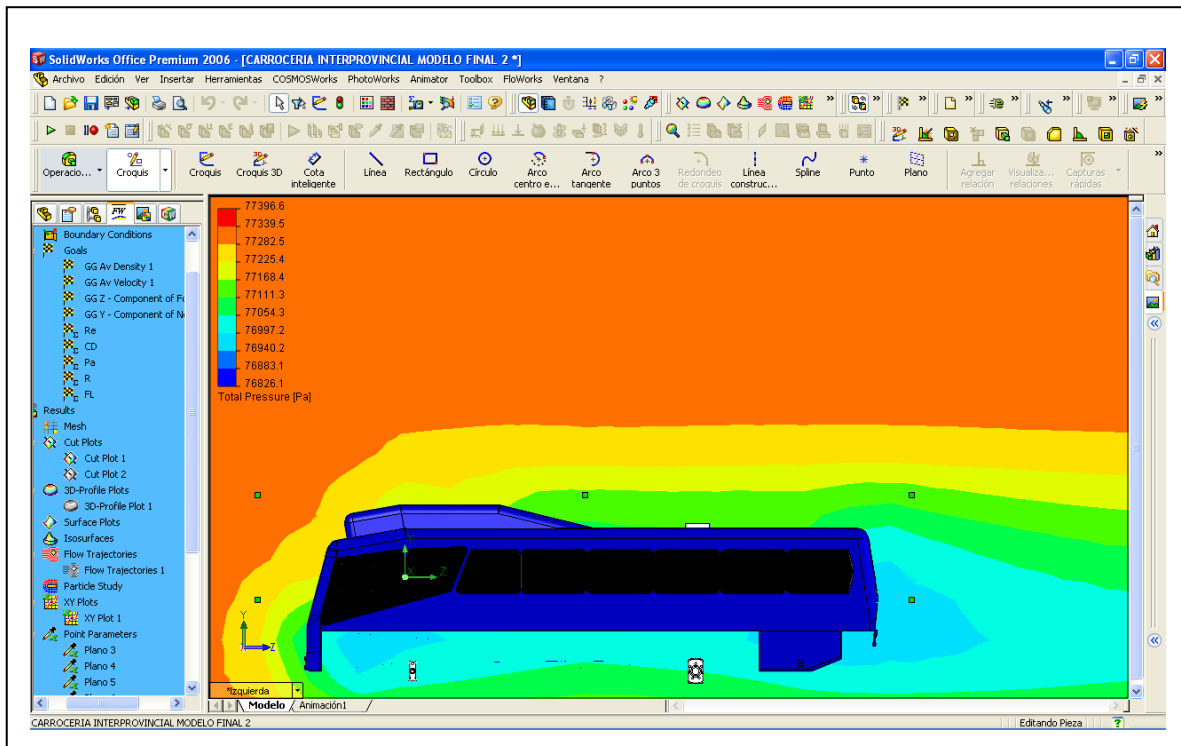 SolidWorks Office Premium 2006 - [CARROCERIA INTERPROVINCIAL MODELO FINAL 2 *]
Archivo Edición Ver Insertar Herramientas COSMOSWorks PhotoWorks Animator Toolbox FloWorks Ventana ?
Operacio... Croquis Croquis Croquis 3D Cota inteligente Línea Rectángulo Círculo Arco centro e... Arco tangente Arco 3 puntos Redondeo de croquis Línea construc... Spline Punto Plano Agregar relación Visualiza... relaciones Capturas rápidas
Boundary Conditions
Goals
GG Av Density 1
GG Av Velocity 1
GG Z - Component of Fo
GG Y - Component of N
Re
CD
Pa
R
FL
Results
Mesh
Cut Plots
Cut Plot 1
Cut Plot 2
3D-Profile Plots
3D-Profile Plot 1
Surface Plots
Isosurfaces
Flow Trajectories
Flow Trajectories 1
Particle Study
XY Plots
XY Plot 1
Point Parameters
Plano 3
Plano 4
Plano 5
77396.6
77339.5
77282.5
77225.4
77168.4
77111.3
77054.3
76997.2
76940.2
76883.1
76826.1
Total Pressure [Pa]
Y
X
Z
Y
Z
*Izquierda
Modelo Animación1
CARROCERIA INTERPROVINCIAL MODELO FINAL 2
Editando Pieza